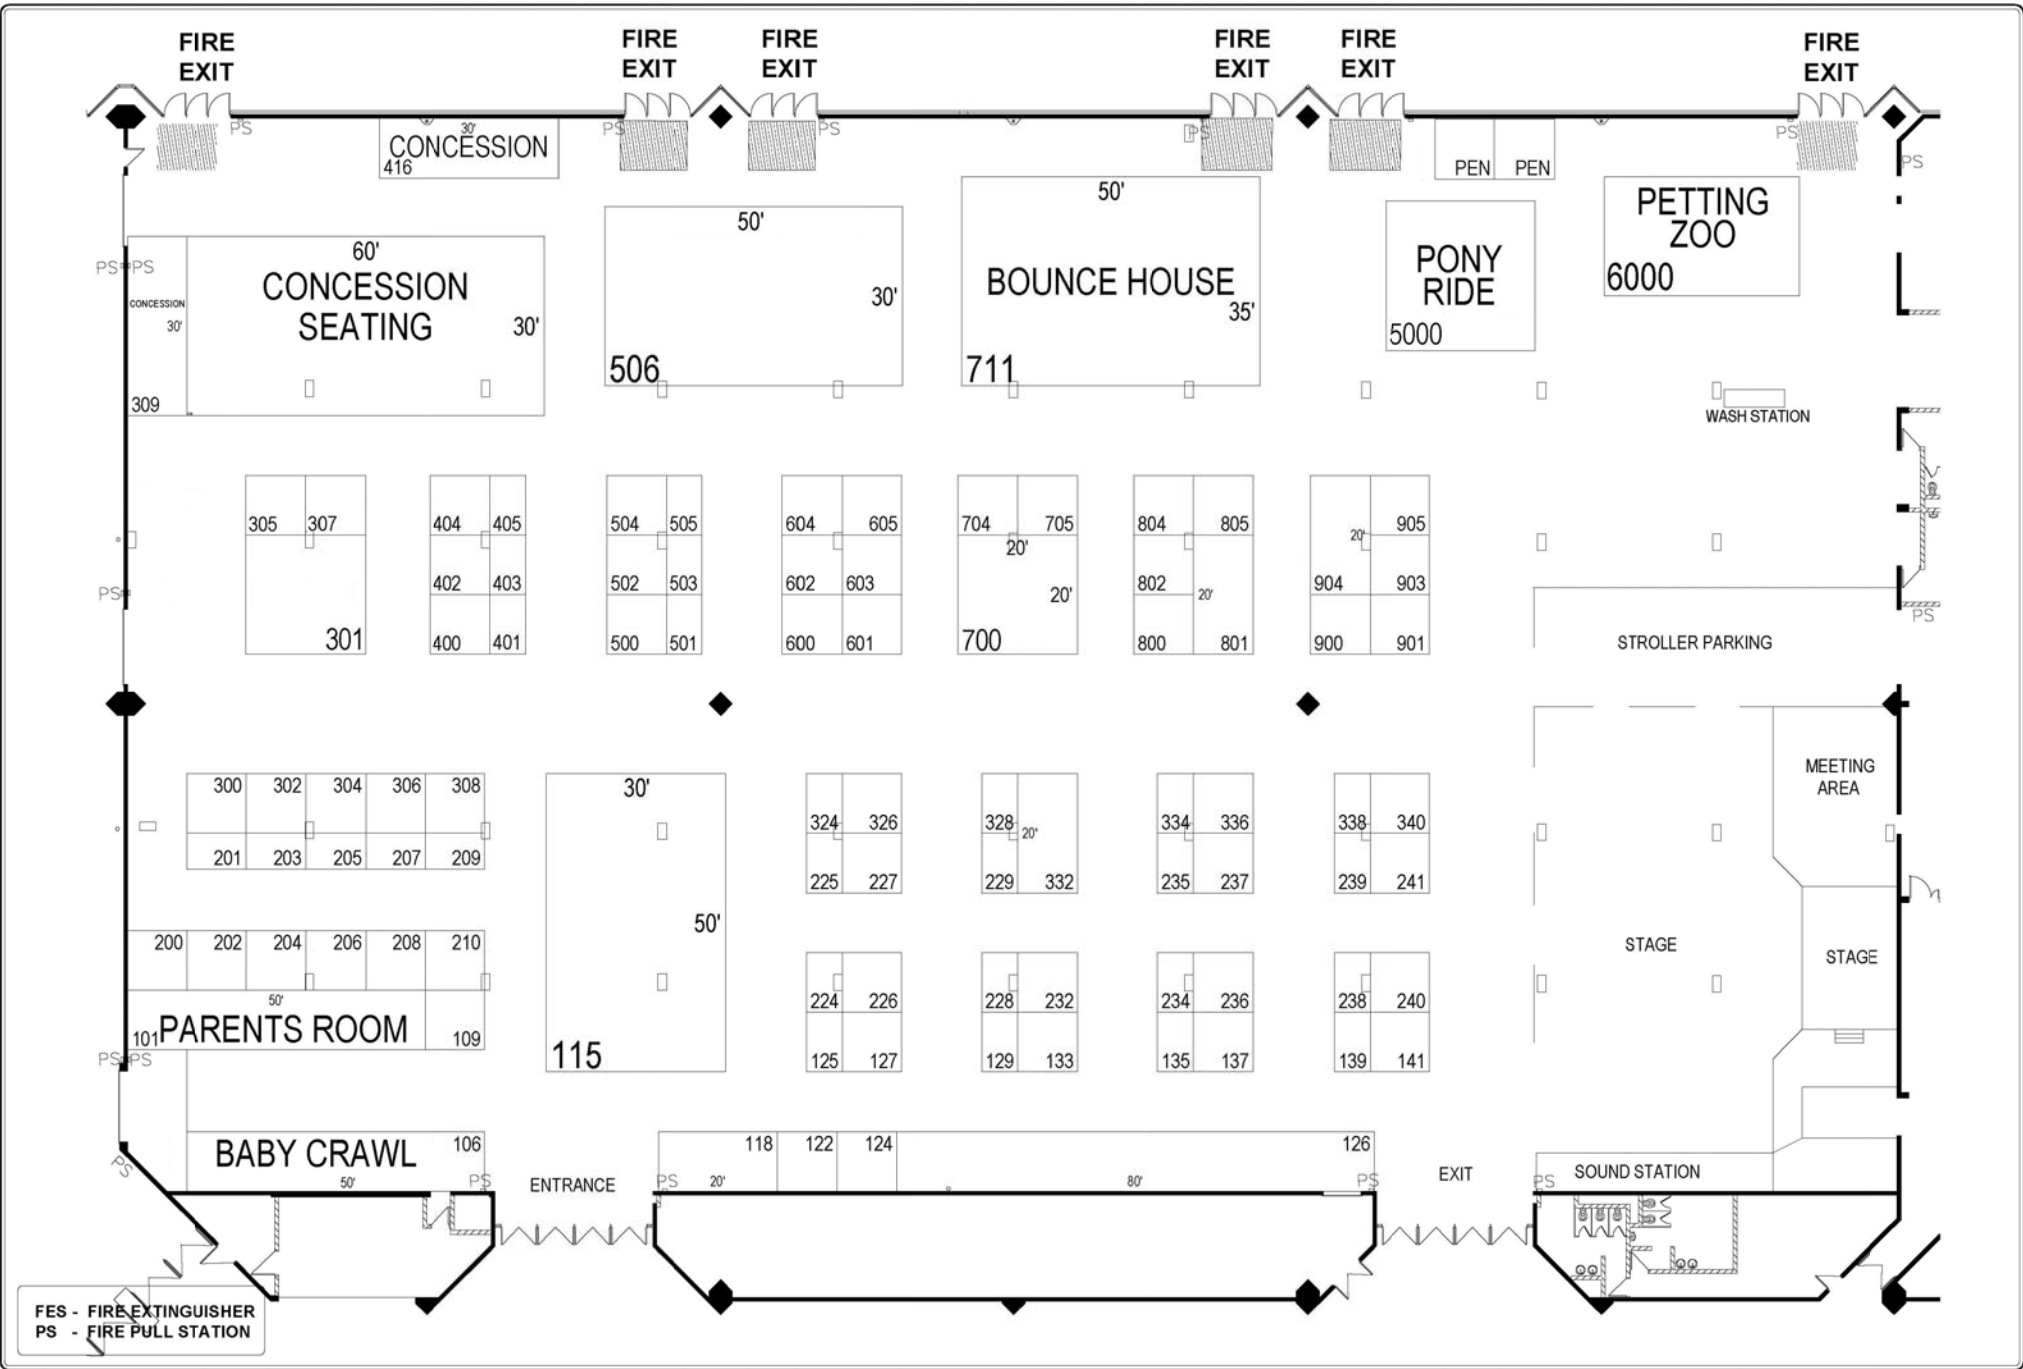 FIRE EXIT
FIRE EXIT
FIRE EXIT
FIRE EXIT
FIRE EXIT
FIRE EXIT
PS
PS
PS
PS
PS
PS
30'
CONCESSION
416
PEN PEN
50'
BOUNCE HOUSE
35'
711
50'
30'
506
PONY
RIDE
5000
PETTING
ZOO
6000
PS PS
CONCESSION
30'
309
60'
CONCESSION
SEATING
30'
WASH STATION
305 307
301
404 405
402 403
400 401
504 505
502 503
500 501
604 605
602 603
600 601
704 705
20'
20'
700
804 805
802 20'
800 801
20' 905
904 903
900 901
PS
PS
STROLLER PARKING
300 302 304 306 308
201 203 205 207 209
30'
50'
115
324 326
225 227
328 20'
229 332
334 336
235 237
338 340
239 241
MEETING
AREA
200 202 204 206 208 210
50'
101 PARENTS ROOM 109
PS PS
224 226
125 127
228 232
129 133
234 236
135 137
238 240
139 141
STAGE
STAGE
BABY CRAWL 106
50'
PS
PS
ENTRANCE
118 122 124 126
PS 20' 80' PS
EXIT
PS
SOUND STATION
FES - FIRE EXTINGUISHER
PS - FIRE PULL STATION